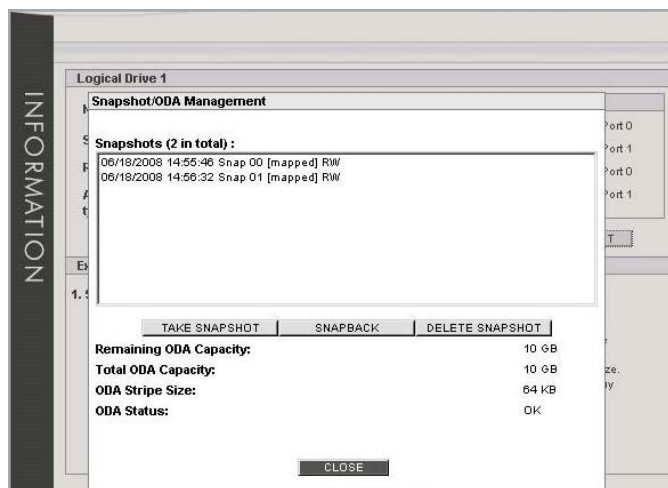 INFORMATION
Logical Drive 1
Snapshot/ODA Management
Snapshots (2 in total) :
06/18/2008 14:55:46 Snap 00 [mapped] RW
06/18/2008 14:56:32 Snap 01 [mapped] RW
Port 0
Port 1
Port 0
Port 1
T
1.
TAKE SNAPSHOT SNAPBACK DELETE SNAPSHOT
Remaining ODA Capacity: 10 GB
Total ODA Capacity: 10 GB
ODA Stripe Size: 64 KB
ODA Status: OK
ze.
CLOSE